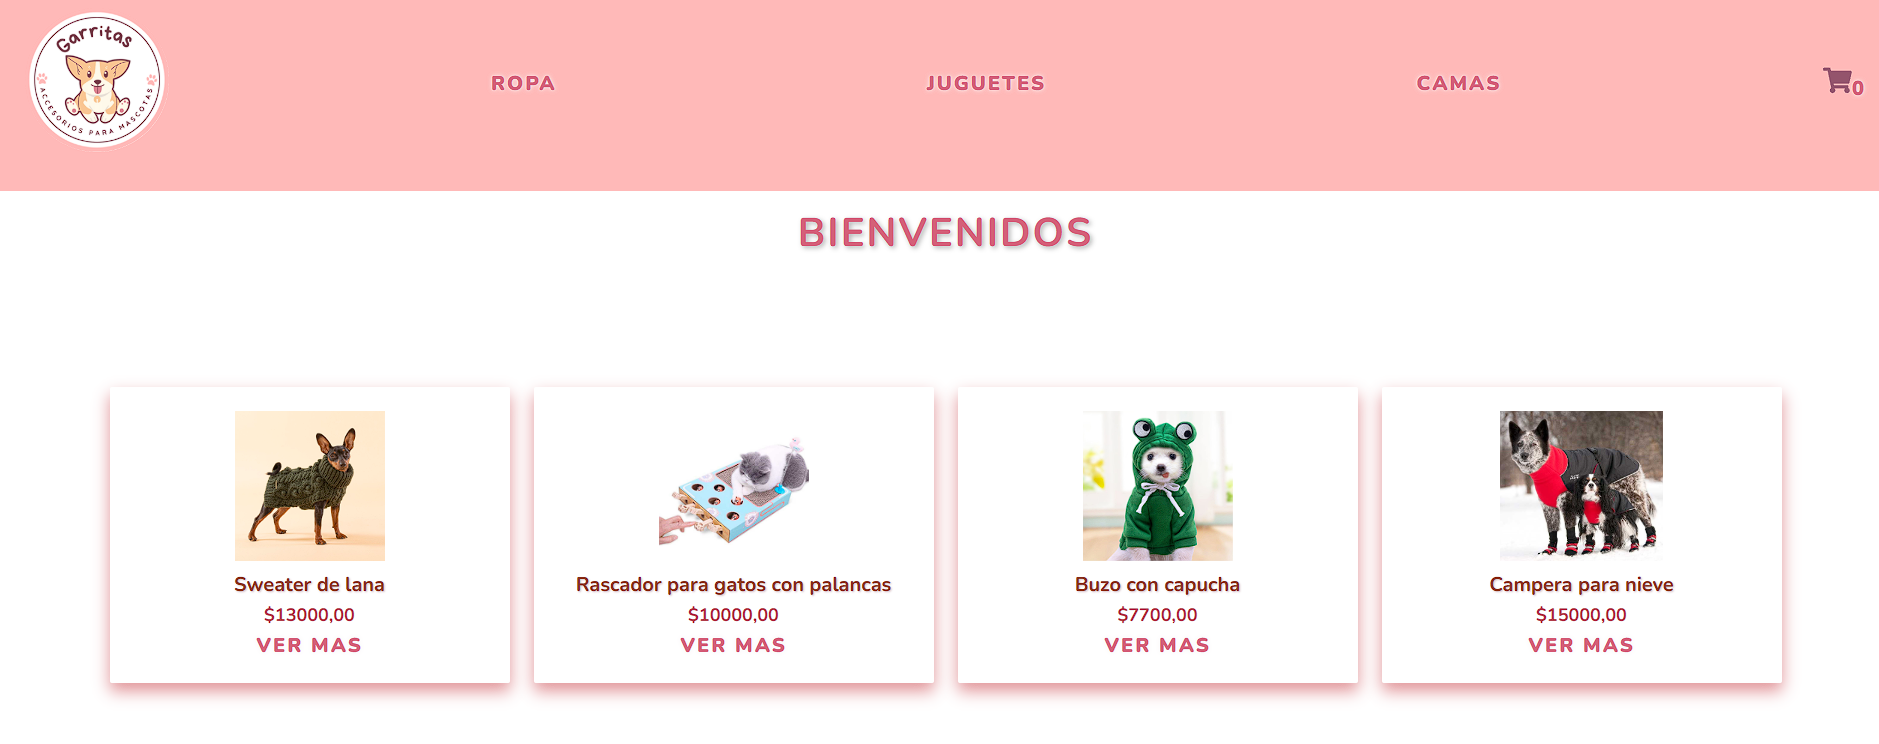 Garritas
ACCESORIOS PARA MASCOTAS
ROPA
JUGUETES
CAMAS
0
BIENVENIDOS
Sweater de lana
$13000,00
VER MAS
Rascador para gatos con palancas
$10000,00
VER MAS
Buzo con capucha
$7700,00
VER MAS
Campera para nieve
$15000,00
VER MAS